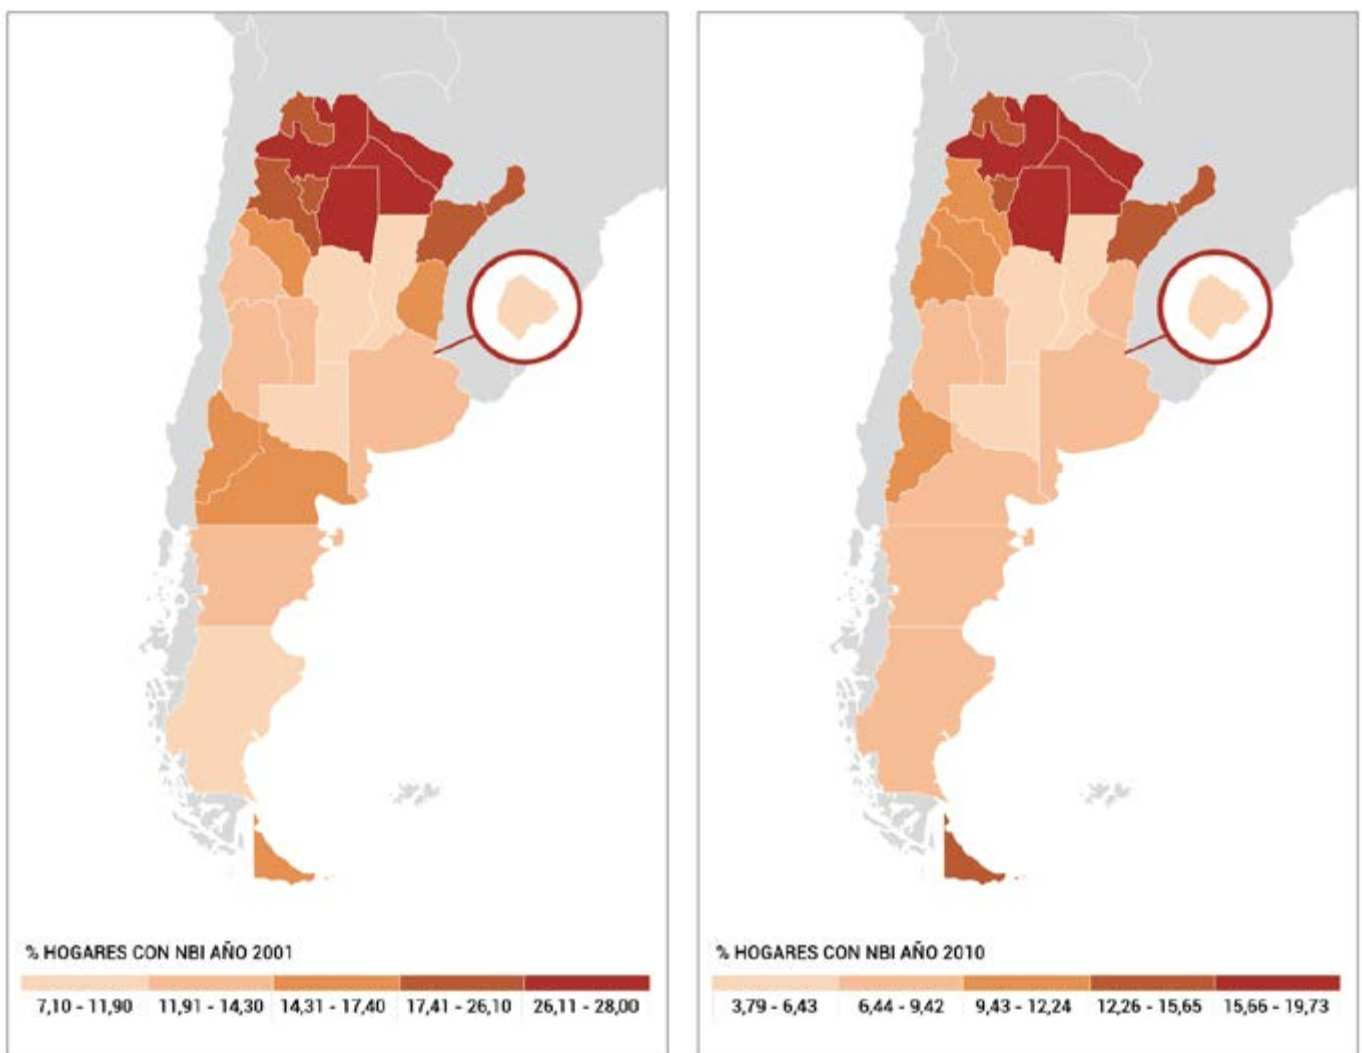 % HOGARES CON NBI AÑO 2001
7,10 - 11,90 11,91 - 14,30 14,31 - 17,40 17,41 - 26,10 26,11 - 28,00
% HOGARES CON NBI AÑO 2010
3,79 - 6,43 6,44 - 9,42 9,43 - 12,24 12,26 - 15,65 15,66 - 19,73